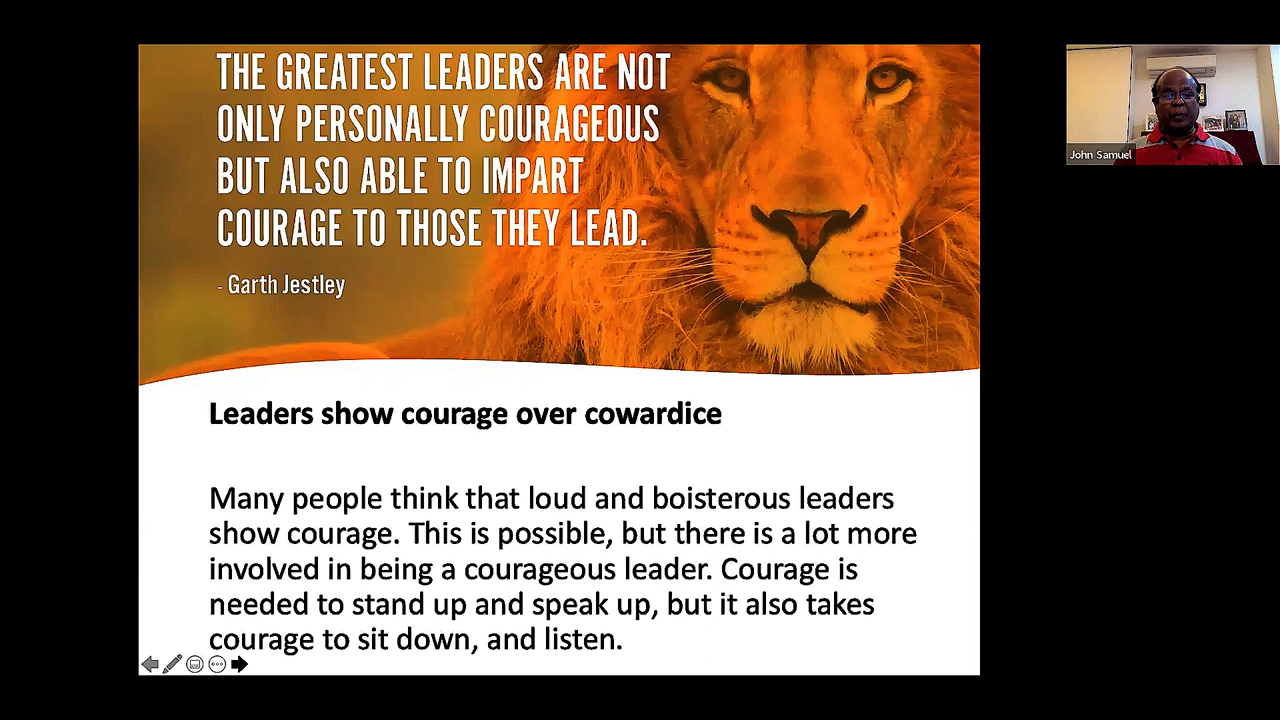 THE GREATEST LEADERS ARE NOT
ONLY PERSONALLY COURAGEOUS
BUT ALSO ABLE TO IMPART
COURAGE TO THOSE THEY LEAD.
- Garth Jestley
John Samuel
Leaders show courage over cowardice
Many people think that loud and boisterous leaders
show courage. This is possible, but there is a lot more
involved in being a courageous leader. Courage is
needed to stand up and speak up, but it also takes
courage to sit down, and listen.